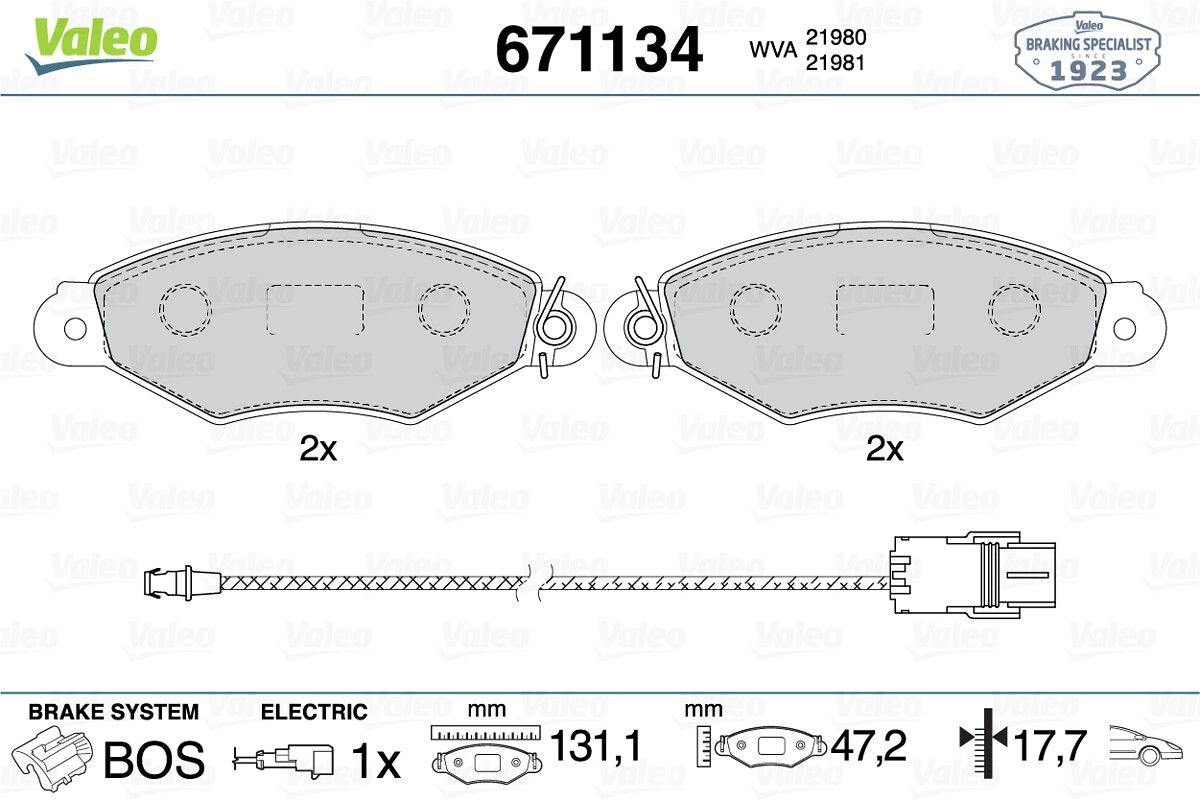 Valeo
671134
WVA 21980
21981
Valeo
BRAKING SPECIALIST
SINCE
1923
2x
2x
BRAKE SYSTEM
BOS
ELECTRIC
1x
mm
131,1
mm
47,2
17,7